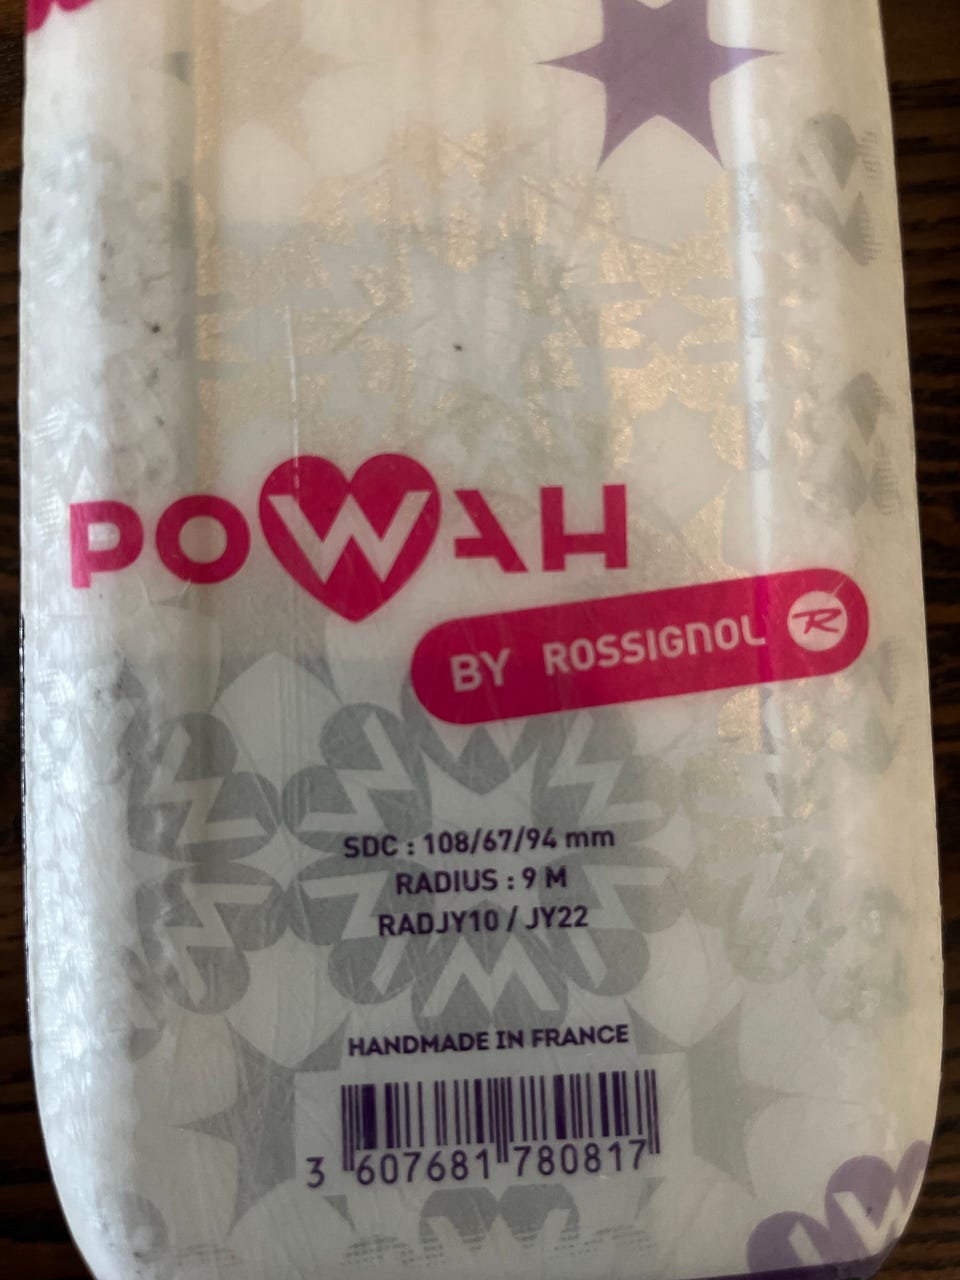 POWAH
BY ROSSIGNOL R
SDC : 108/67/94 mm
RADIUS : 9 M
RADJY10 / JY22
HANDMADE IN FRANCE
3 607681 780817
W